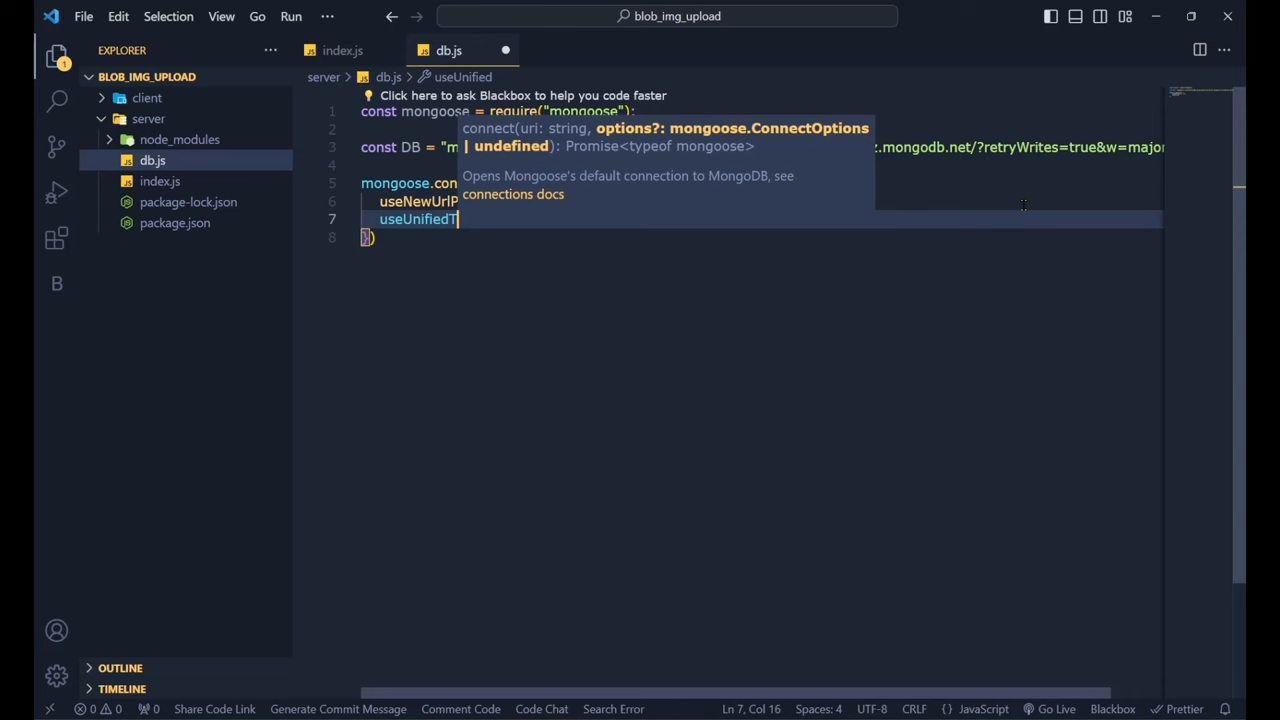 File Edit Selection View Go Run ··· blob_img_upload
EXPLORER ··· index.js db.js
BLOB_IMG_UPLOAD
server > db.js > useUnified
client
Click here to ask Blackbox to help you code faster
server
1 const mongoose = require("mongoose");
node_modules
2
connect(uri: string, options?: mongoose.ConnectOptions
| undefined): Promise<typeof mongoose>
Opens Mongoose's default connection to MongoDB, see
connections docs
db.js
3 const DB = "m z.mongodb.net/?retryWrites=true&w=major
index.js
4
5 mongoose.con
package-lock.json
6 useNewUrlP
package.json
7 useUnifiedT
8 })
B
1
OUTLINE
TIMELINE
0 0 0 Share Code Link Generate Commit Message Comment Code Code Chat Search Error Ln 7, Col 16 Spaces: 4 UTF-8 CRLF {} JavaScript Go Live Blackbox Prettier